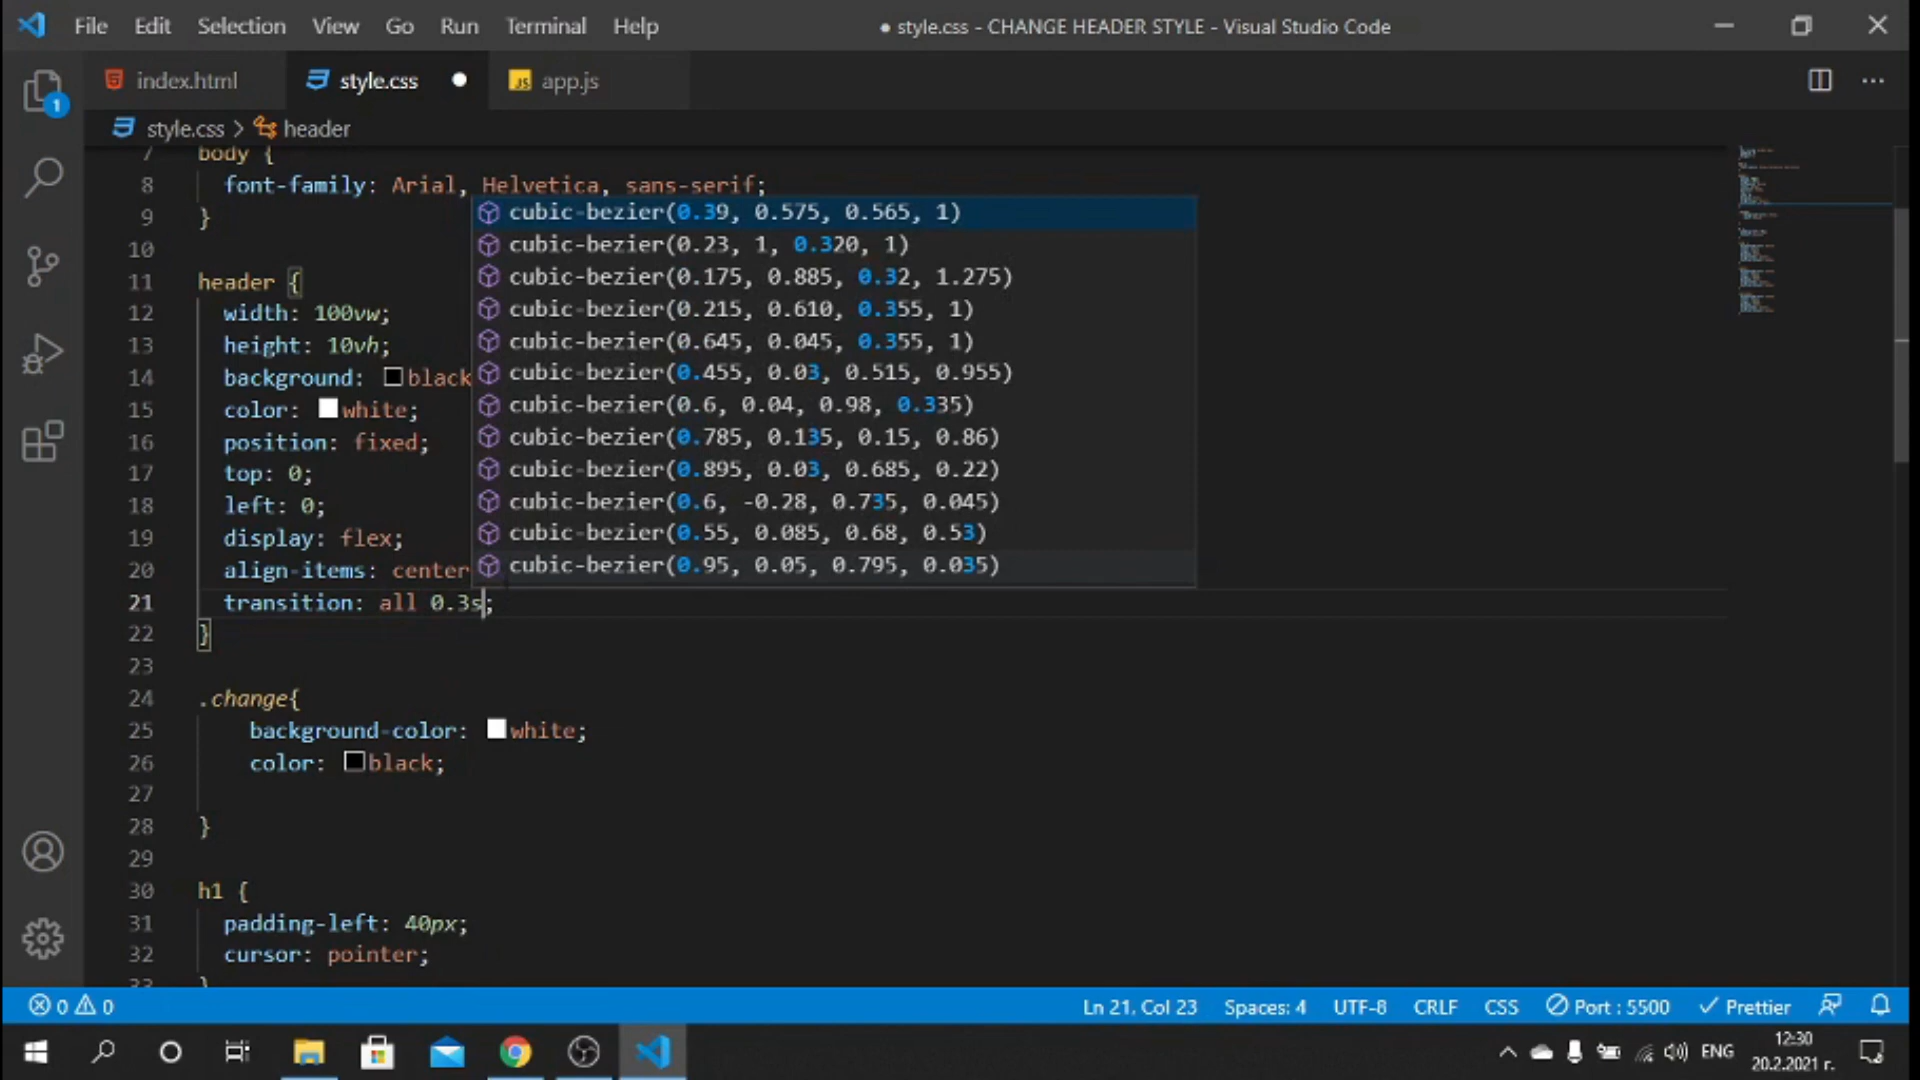 File Edit Selection View Go Run Terminal Help
● style.css - CHANGE HEADER STYLE - Visual Studio Code
index.html
style.css
JS app.js
1
style.css > header
7 body {
8 font-family: Arial, Helvetica, sans-serif;
9 }
10
11 header {
12 width: 100vw;
13 height: 10vh;
14 background: black
15 color: white;
16 position: fixed;
17 top: 0;
18 left: 0;
19 display: flex;
20 align-items: center
21 transition: all 0.3s;
22 }
23
24 .change{
25 background-color: white;
26 color: black;
27
28 }
29
30 h1 {
31 padding-left: 40px;
32 cursor: pointer;
33 }
cubic-bezier(0.39, 0.575, 0.565, 1)
cubic-bezier(0.23, 1, 0.320, 1)
cubic-bezier(0.175, 0.885, 0.32, 1.275)
cubic-bezier(0.215, 0.610, 0.355, 1)
cubic-bezier(0.645, 0.045, 0.355, 1)
cubic-bezier(0.455, 0.03, 0.515, 0.955)
cubic-bezier(0.6, 0.04, 0.98, 0.335)
cubic-bezier(0.785, 0.135, 0.15, 0.86)
cubic-bezier(0.895, 0.03, 0.685, 0.22)
cubic-bezier(0.6, -0.28, 0.735, 0.045)
cubic-bezier(0.55, 0.085, 0.68, 0.53)
cubic-bezier(0.95, 0.05, 0.795, 0.035)
0 0
Ln 21, Col 23 Spaces: 4 UTF-8 CRLF CSS Port : 5500 Prettier
ENG
12:30
20.2.2021 г.